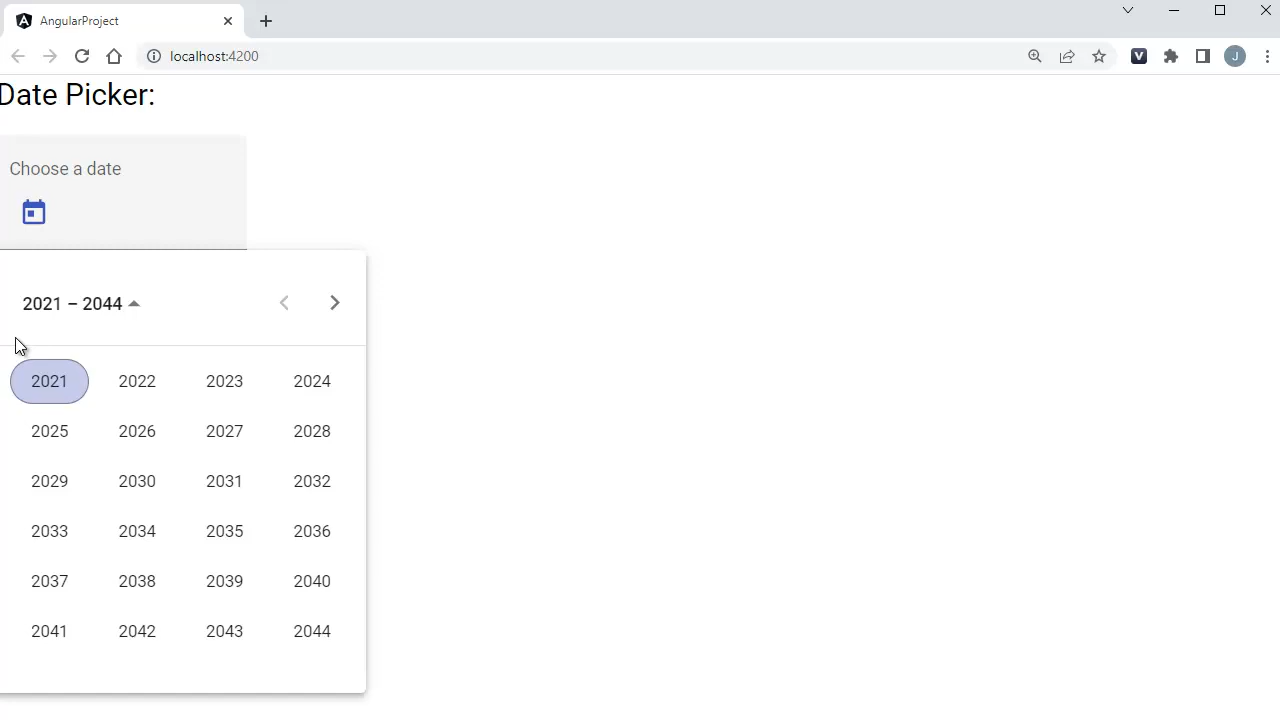 AngularProject
localhost:4200
V
J
Date Picker:
Choose a date
2021 – 2044
2021 2022 2023 2024
2025 2026 2027 2028
2029 2030 2031 2032
2033 2034 2035 2036
2037 2038 2039 2040
2041 2042 2043 2044